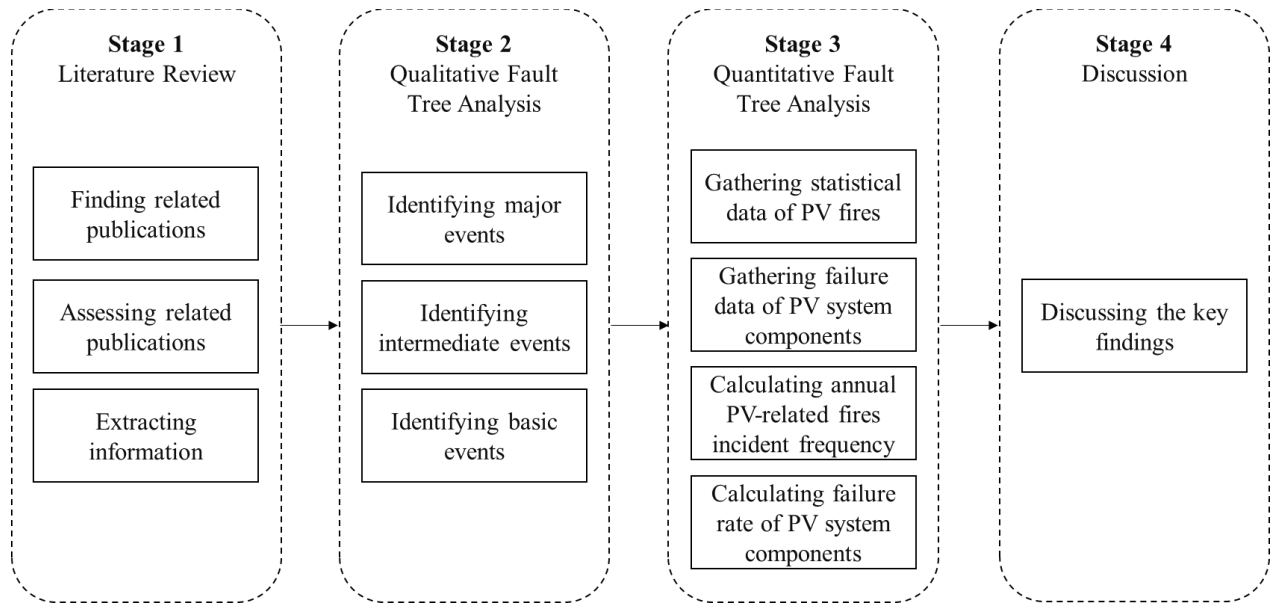 Stage 1
Literature Review
Finding related
publications
Assessing related
publications
Extracting
information
Stage 2
Qualitative Fault
Tree Analysis
Identifying major
events
Identifying
intermediate events
Identifying basic
events
Stage 3
Quantitative Fault
Tree Analysis
Gathering statistical
data of PV fires
Gathering failure
data of PV system
components
Calculating annual
PV-related fires
incident frequency
Calculating failure
rate of PV system
components
Stage 4
Discussion
Discussing the key
findings